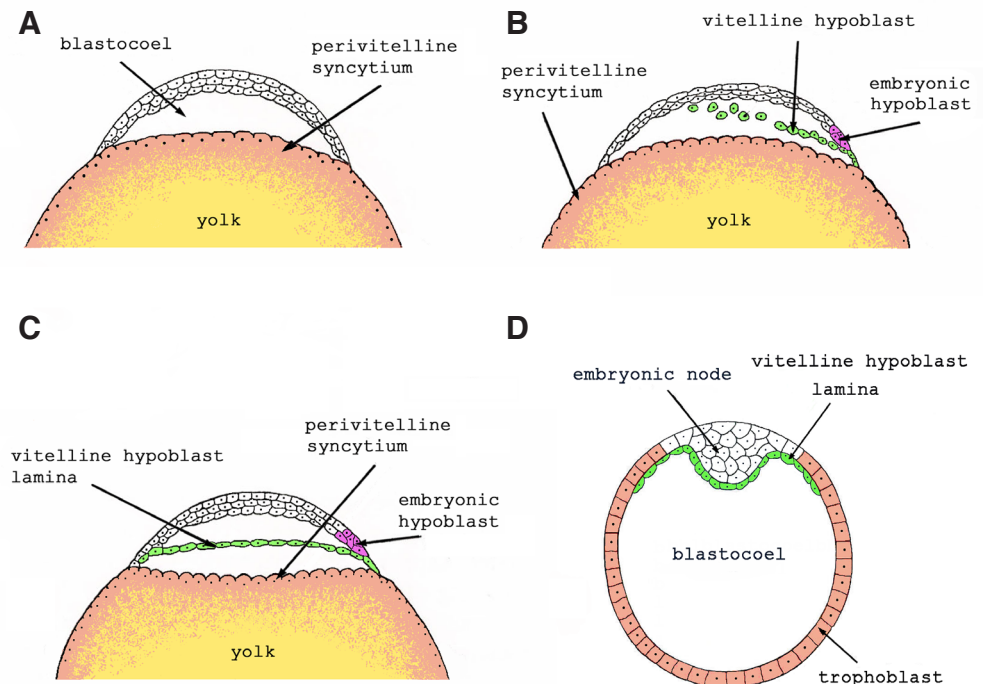 A
blastocoel
perivitelline
syncytium
yolk
B
vitelline hypoblast
perivitelline
syncytium
embryonic
hypoblast
yolk
C
vitelline hypoblast
lamina
perivitelline
syncytium
embryonic
hypoblast
yolk
D
embryonic node
vitelline hypoblast
lamina
blastocoel
trophoblast